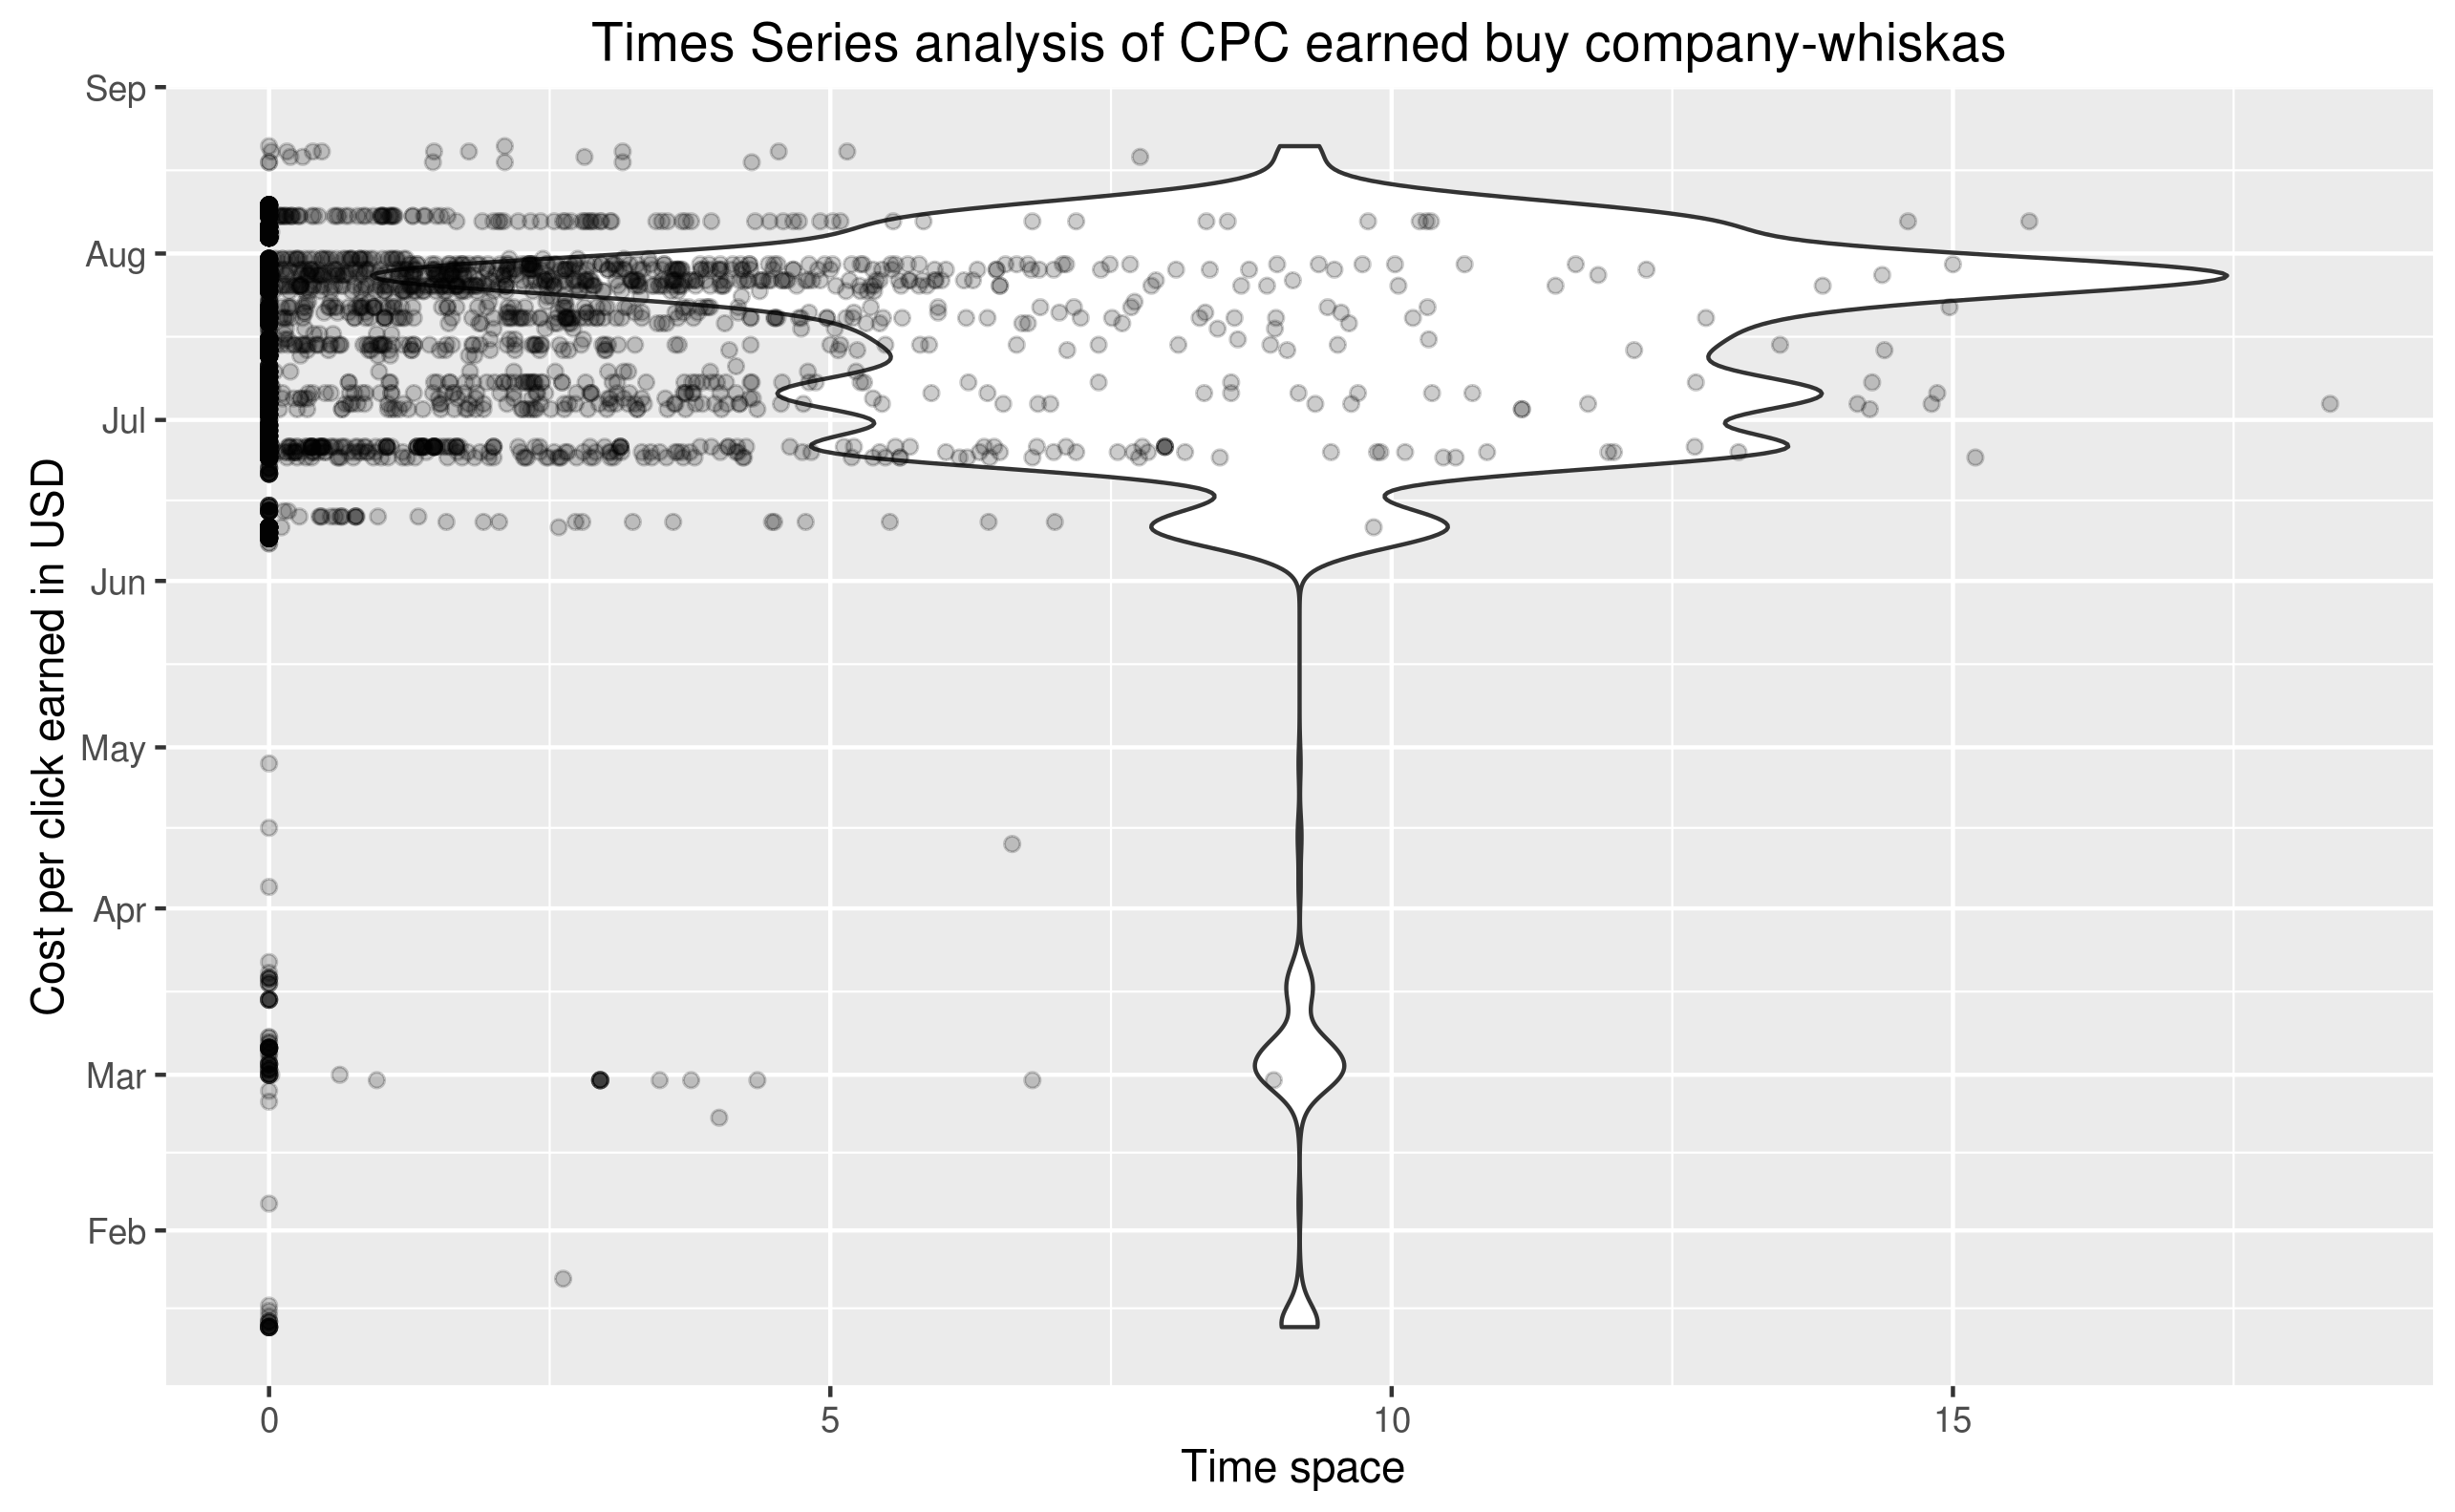 Times Series analysis of CPC earned buy company-whiskas
Sep
Aug
Jul
Jun
May
Apr
Mar
Feb
Cost per click earned in USD
0 5 10 15
Time space